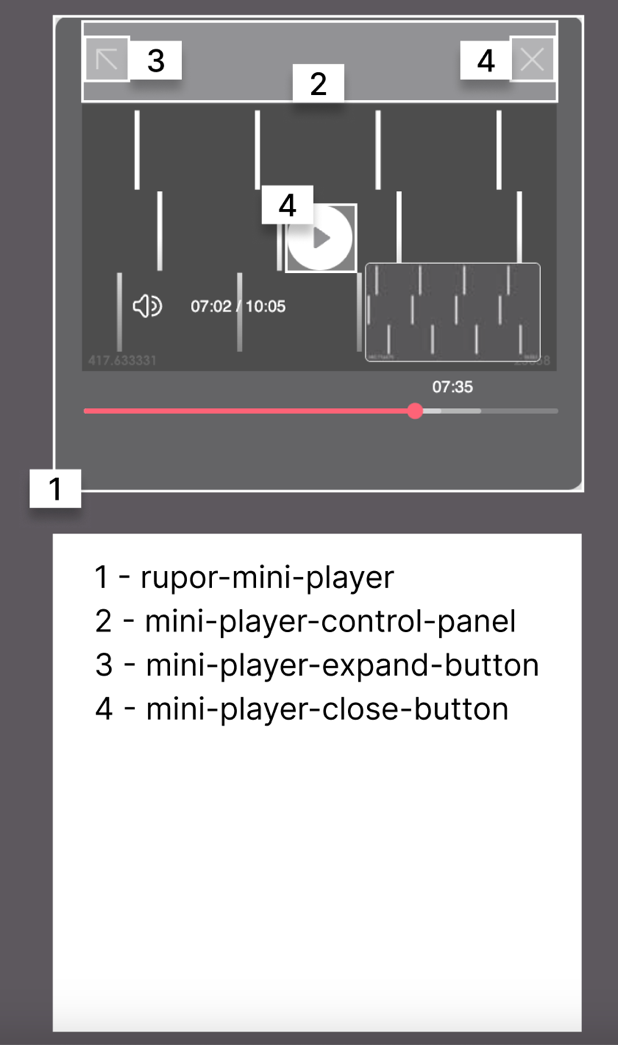 3
4
2
4
07:02 / 10:05
417.633331
07:35
1
1 - rupor-mini-player
2 - mini-player-control-panel
3 - mini-player-expand-button
4 - mini-player-close-button